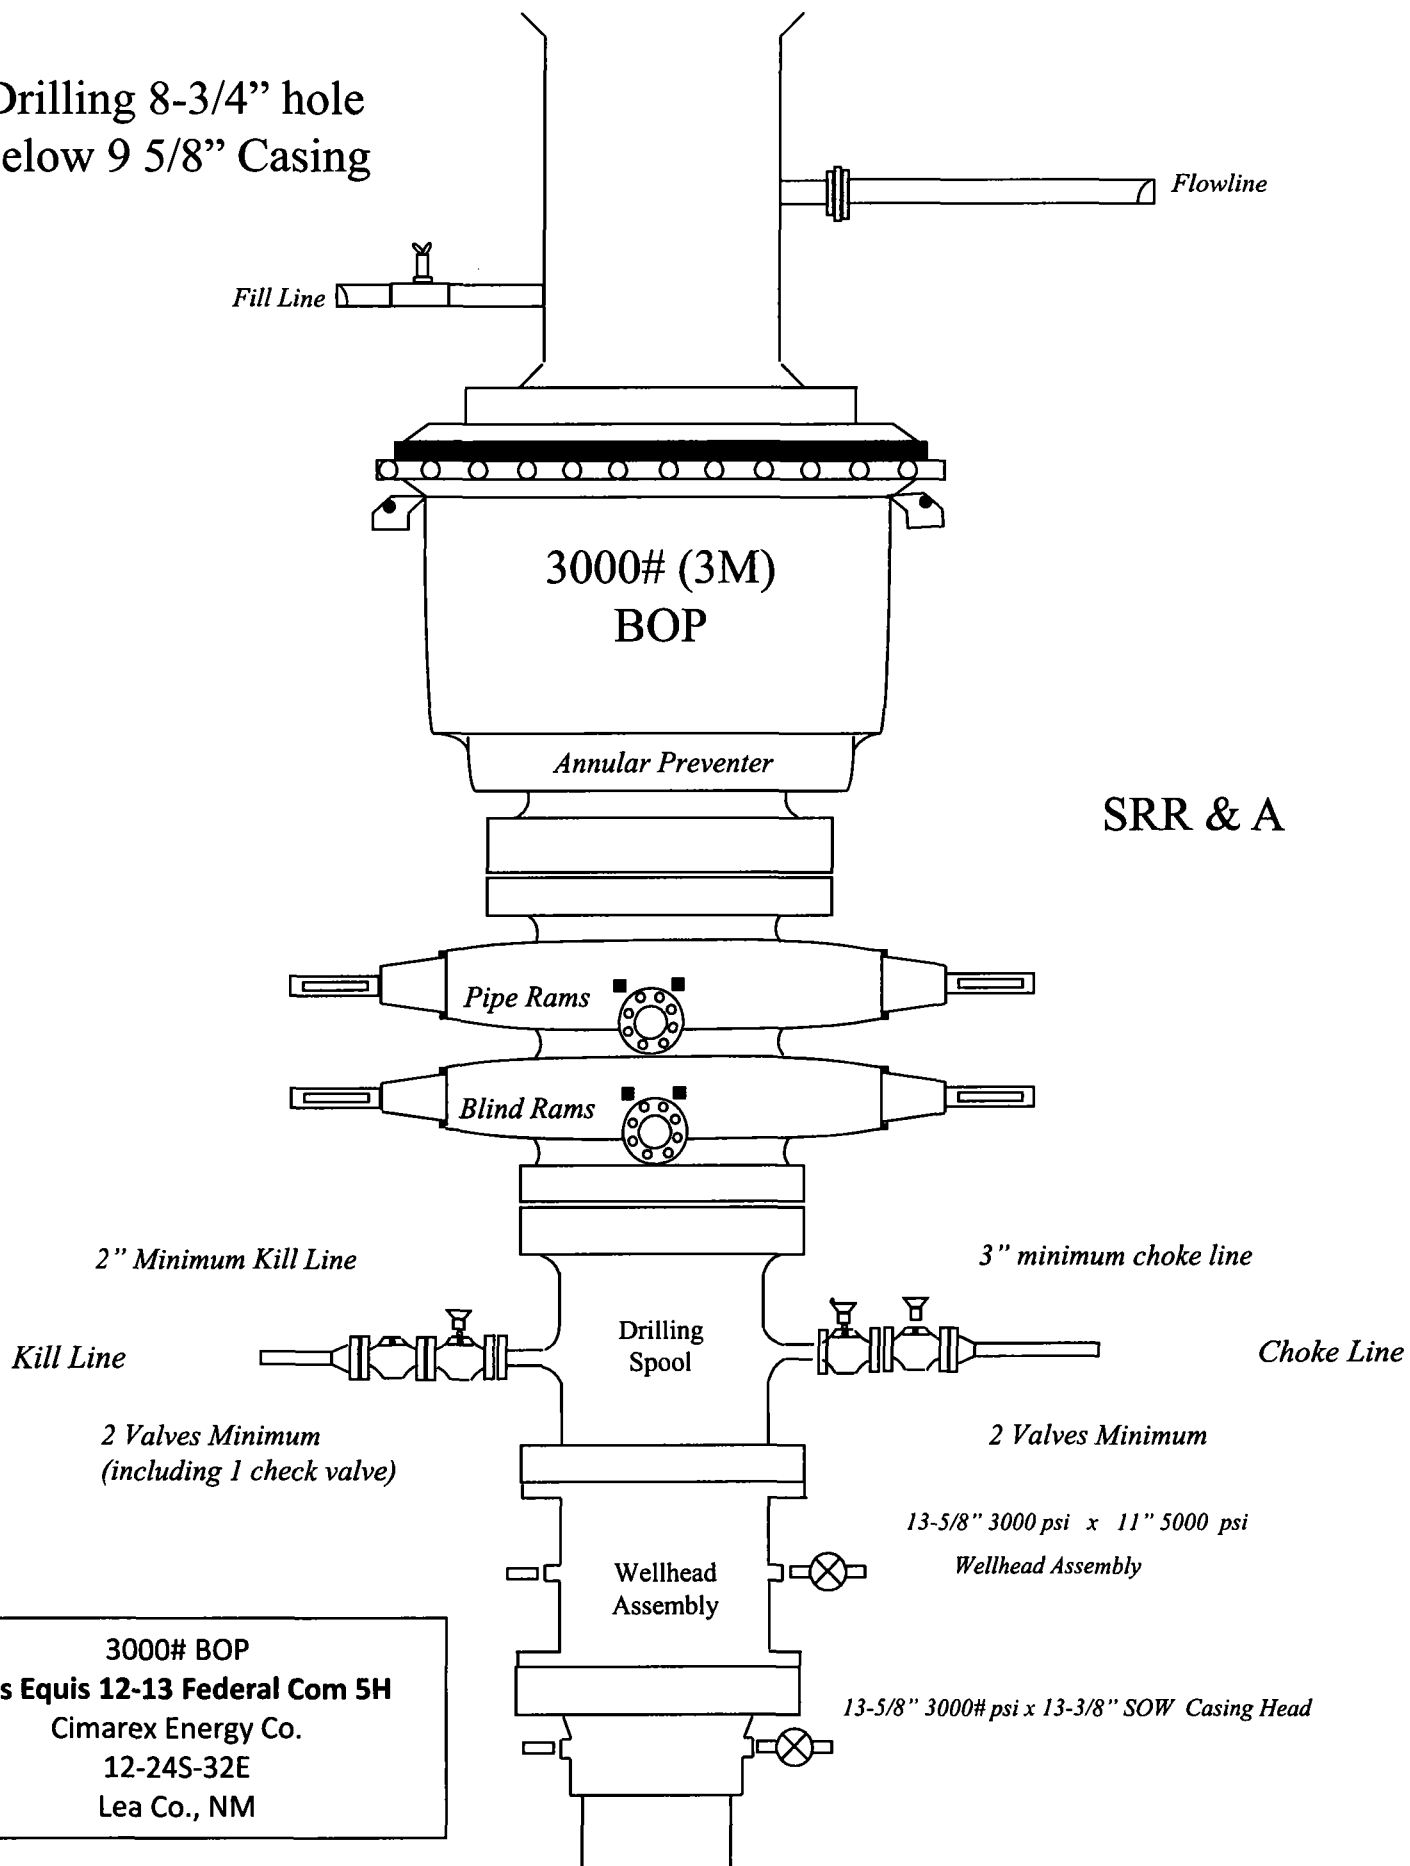 Drilling 8-3/4” hole
elow 9 5/8” Casing
Flowline
Fill Line
3000# (3M)
BOP
Annular Preventer
SRR & A
Pipe Rams
Blind Rams
2” Minimum Kill Line
3” minimum choke line
Drilling
Spool
Kill Line
Choke Line
2 Valves Minimum
(including 1 check valve)
2 Valves Minimum
13-5/8” 3000 psi x 11” 5000 psi
Wellhead Assembly
Wellhead
Assembly
3000# BOP
s Equis 12-13 Federal Com 5H
Cimarex Energy Co.
12-24S-32E
Lea Co., NM
13-5/8” 3000# psi x 13-3/8” SOW Casing Head